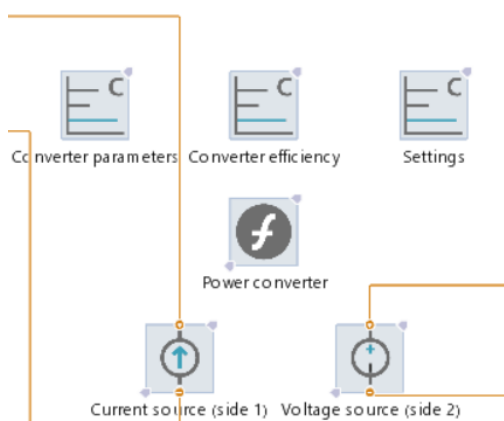 C
C
C
Converter parameters
Converter efficiency
Settings
f
Power converter
+
Current source (side 1)
Voltage source (side 2)